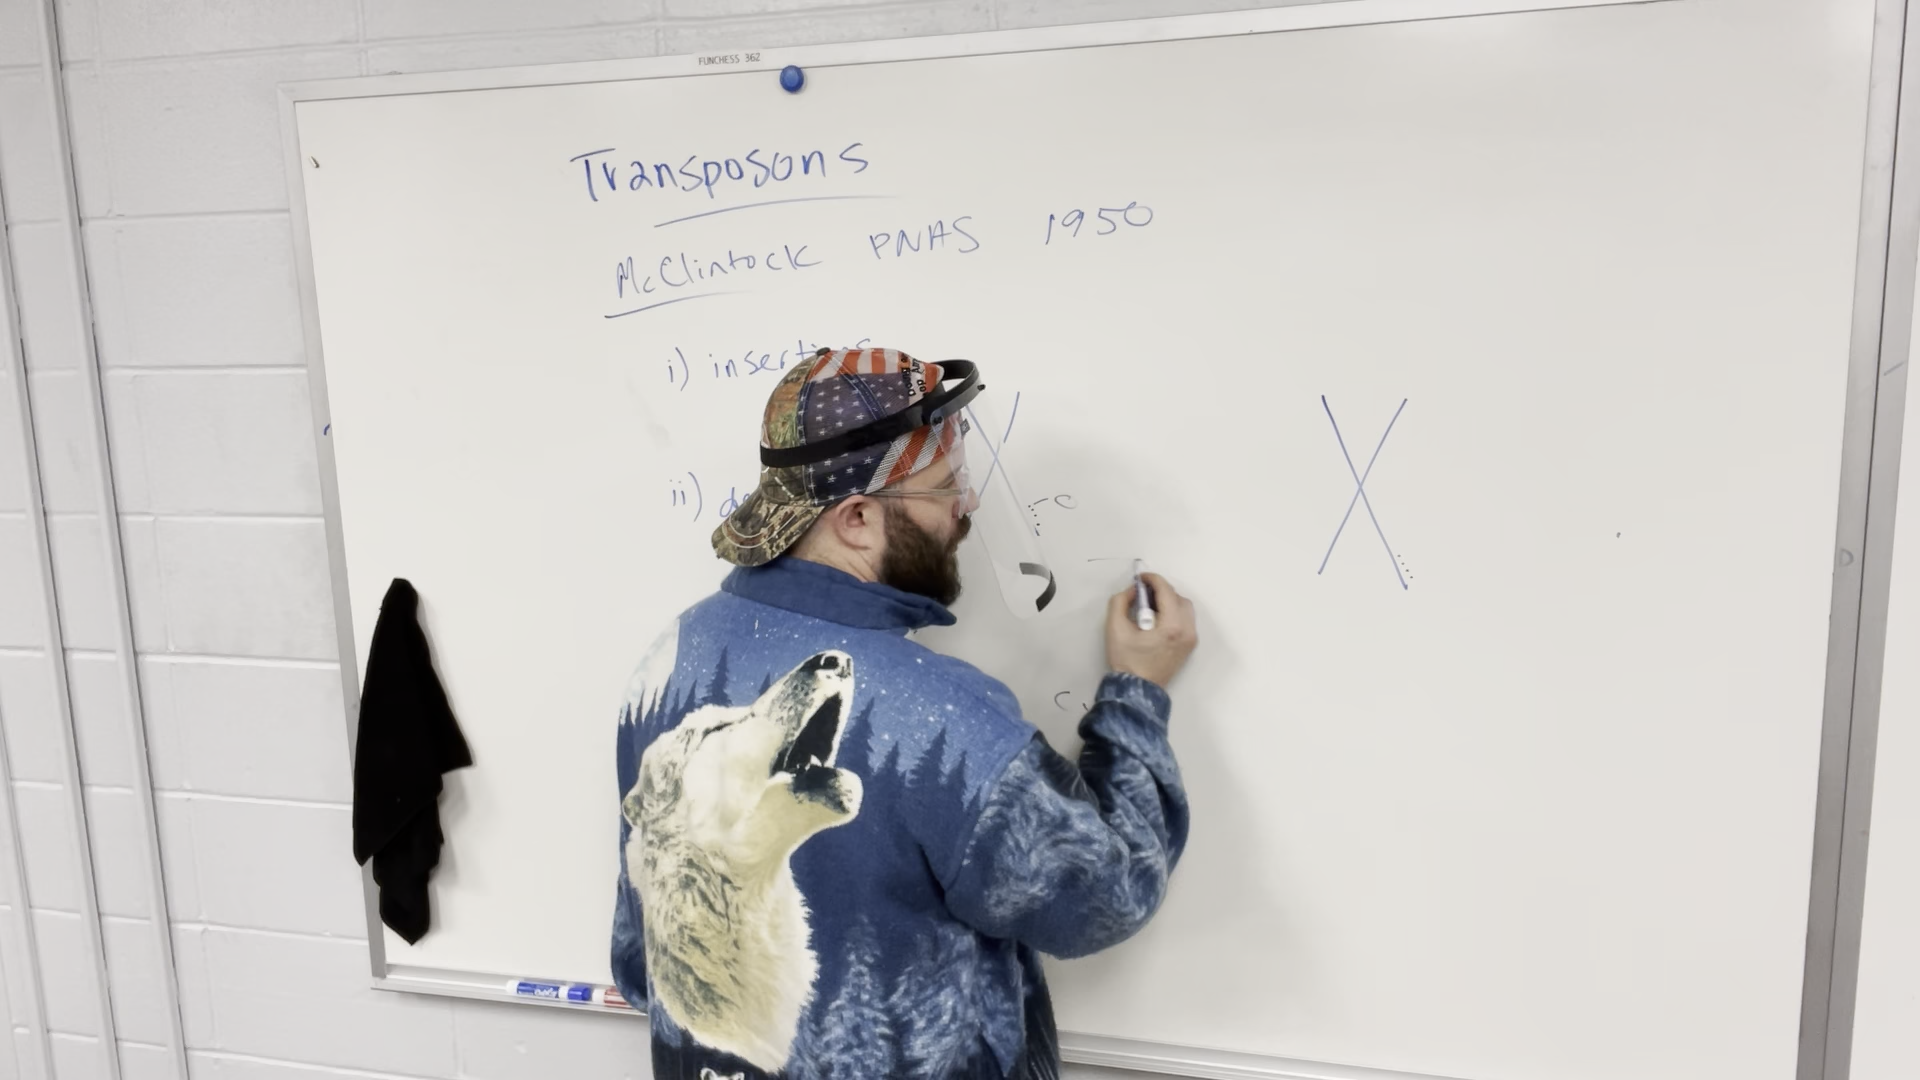 FUNCHESS 362
Transposons
McClintock PNAS 1950
i) insertions
ii)
c